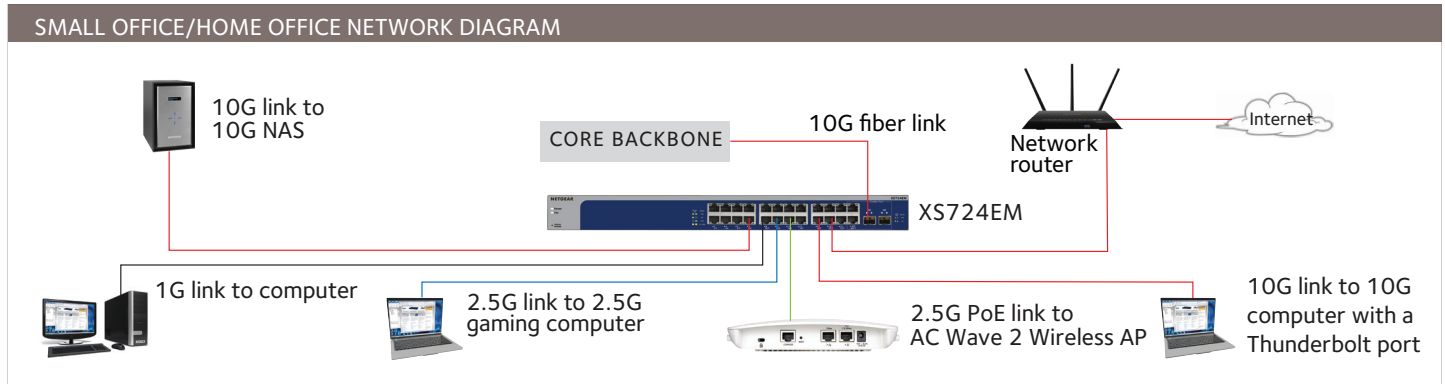 SMALL OFFICE/HOME OFFICE NETWORK DIAGRAM
10G link to
10G NAS
CORE BACKBONE
10G fiber link
Network
router
Internet
NETGEAR
XS724EM
XS724EM
1G link to computer
2.5G link to 2.5G
gaming computer
2.5G PoE link to
AC Wave 2 Wireless AP
10G link to 10G
computer with a
Thunderbolt port